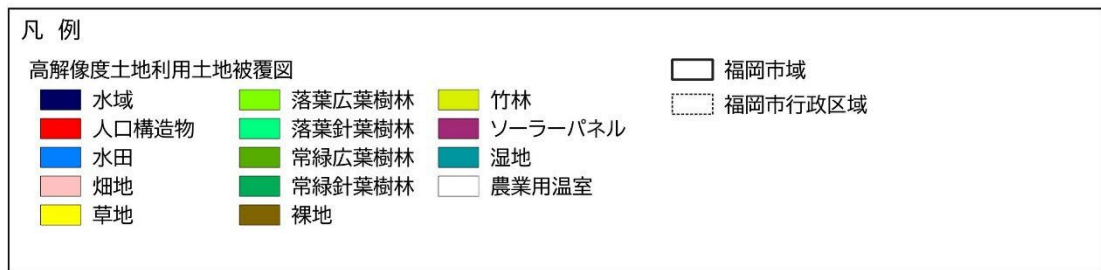 凡 例
高解像度土地利用土地被覆図
水域
人口構造物
水田
畑地
草地
落葉広葉樹林
落葉針葉樹林
常緑広葉樹林
常緑針葉樹林
裸地
竹林
ソーラーパネル
湿地
農業用温室
福岡市域
福岡市行政区域